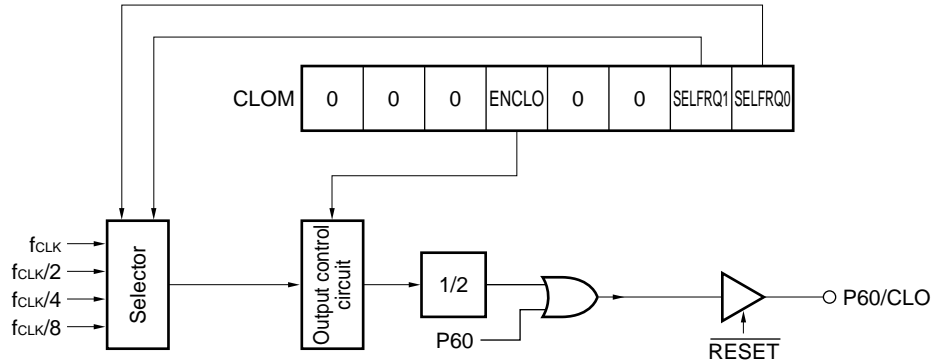 CLOM 0 0 0 ENCLO 0 0 SELFRQ1 SELFRQ0
fCLK
fCLK/2
fCLK/4
fCLK/8
Selector
Output control
circuit
1/2
P60
RESET
P60/CLO